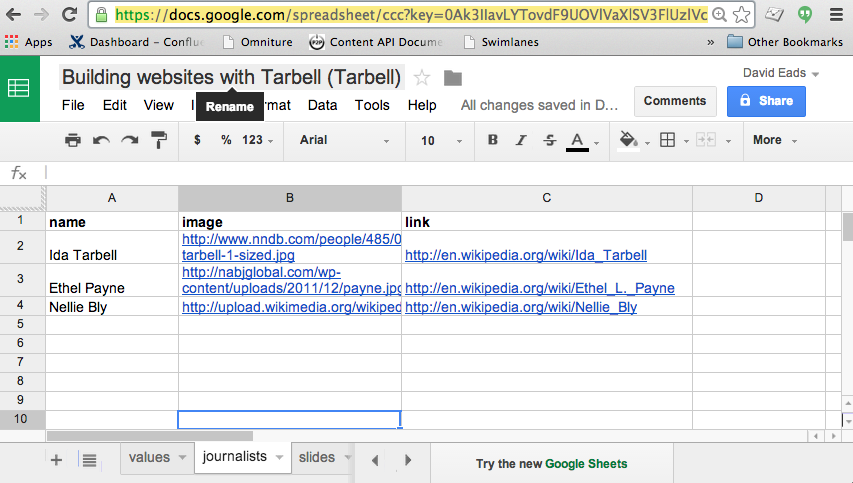 https://docs.google.com/spreadsheet/ccc?key=0Ak3IIavLYTovdF9UOVlVaXlSV3FlUzlVc
Apps Dashboard - Conflue Omniture Content API Docume Swimlanes » Other Bookmarks
Building websites with Tarbell (Tarbell) David Eads
File Edit View I mat Data Tools Help All changes saved in D… Comments Share
Rename
$ % 123 Arial 10 B I S A More
fx
A B C D
1 name image link
2 Ida Tarbell http://www.nndb.com/people/485/0
tarbell-1-sized.jpg http://en.wikipedia.org/wiki/Ida_Tarbell
3 Ethel Payne http://nabjglobal.com/wp-
content/uploads/2011/12/payne.jpg http://en.wikipedia.org/wiki/Ethel_L._Payne
4 Nellie Bly http://upload.wikimedia.org/wikiped http://en.wikipedia.org/wiki/Nellie_Bly
5
6
7
8
9
10
+ values journalists slides Try the new Google Sheets